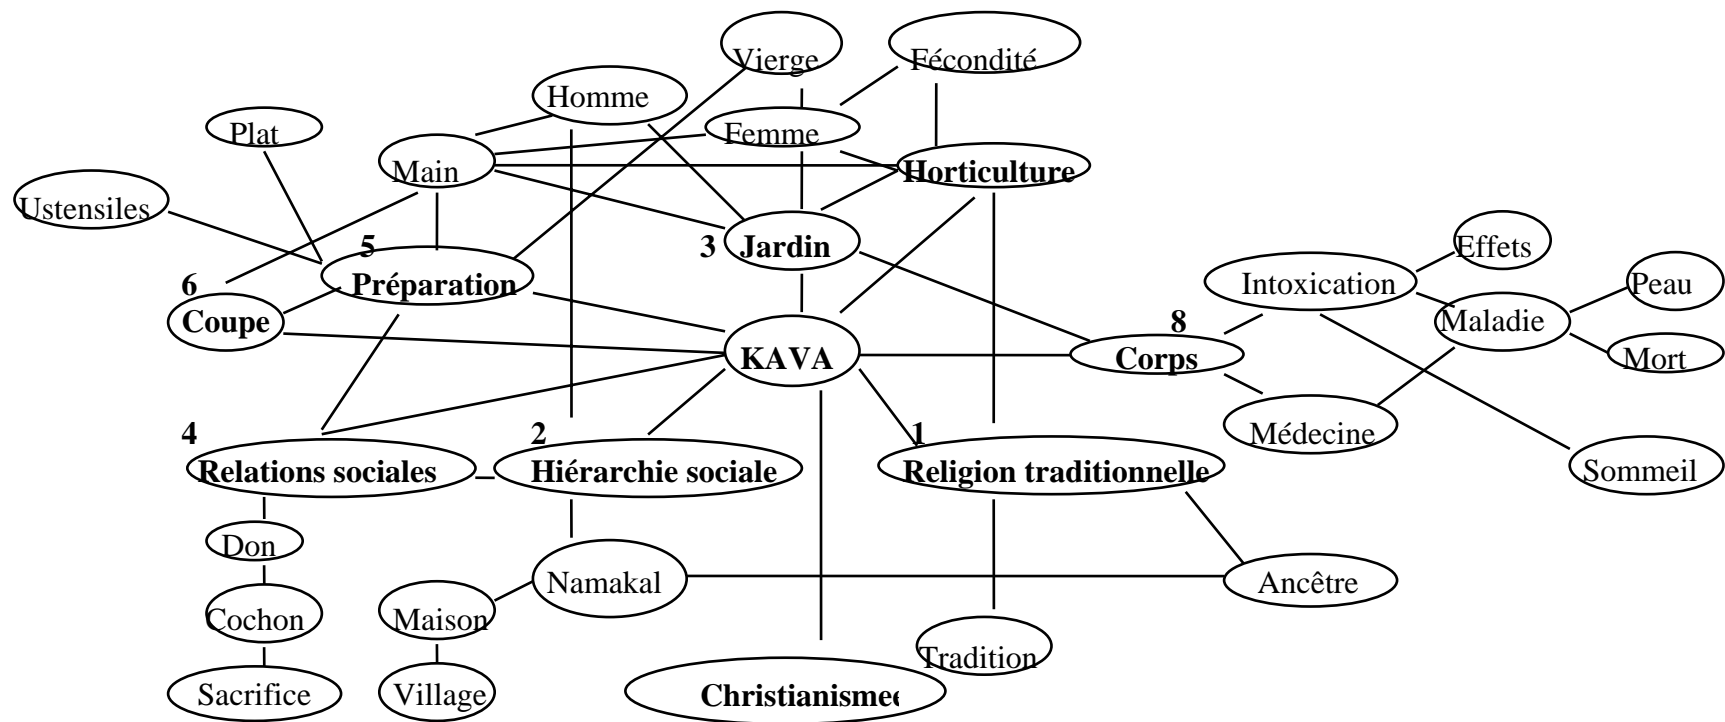 Vierge
Fécondité
Homme
Plat
Femme
Main
Horticulture
Ustensiles
5
3 Jardin
Effets
6
Préparation
Intoxication
Peau
Coupe
8
Maladie
KAVA
Corps
Mort
4
2
1
Médecine
Relations sociales
Hiérarchie sociale
Religion traditionnelle
Sommeil
Don
Namakal
Ancêtre
Cochon
Maison
Tradition
Sacrifice
Village
Christianisme